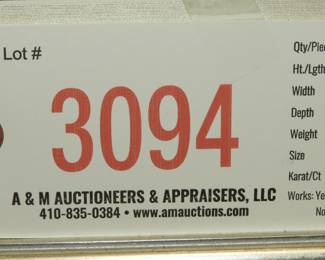 Lot #
3094
A & M AUCTIONEERS & APPRAISERS, LLC
410-835-0384 • www.amauctions.com
Qty/Pie
Ht./Lgth
Width
Depth
Weight
Size
Karat/Ct
Works: Ye
No